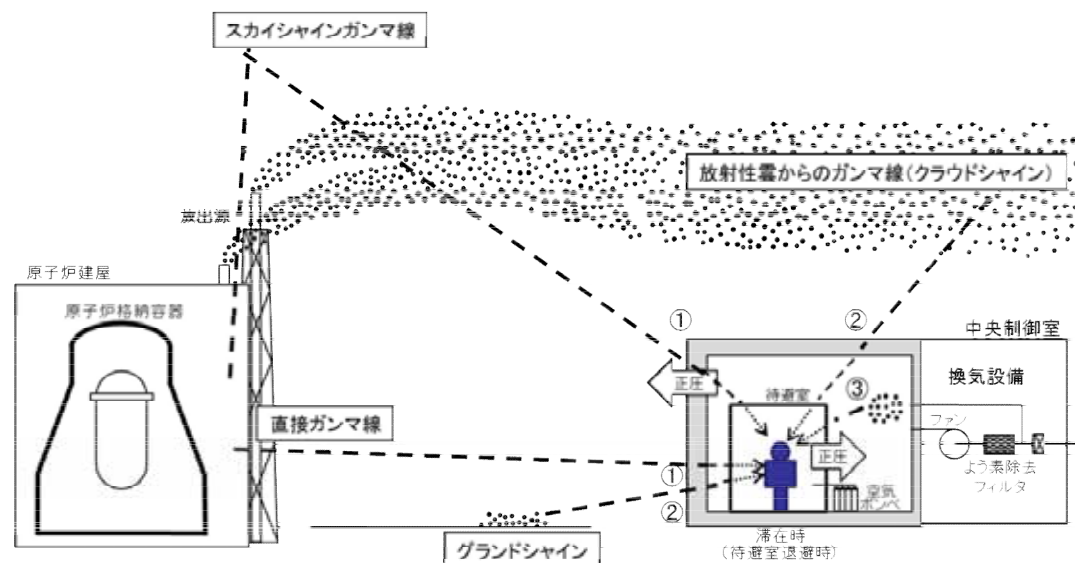 スカイシャインガンマ線
放射性雲からのガンマ線(クラウドシャイン)
放出源
原子炉建屋
原子炉格納容器
①
②
中央制御室
換気設備
正圧
待避室
③
ファン
直接ガンマ線
正圧
よう素除去
フィルタ
①
空気
ボンベ
②
グランドシャイン
滞在時
(待避室退避時)